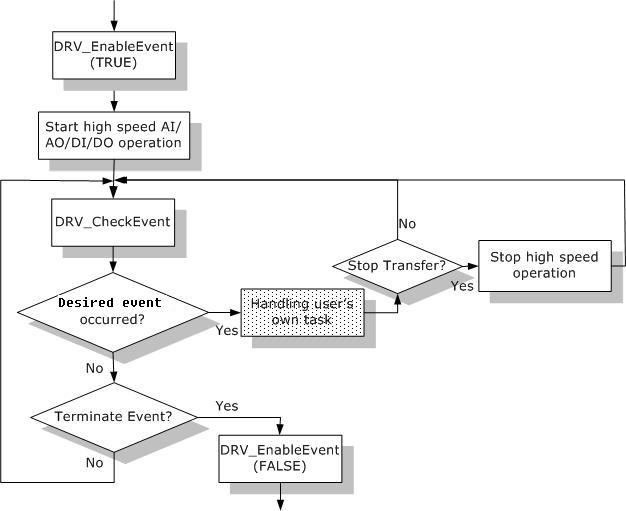 DRV_EnableEvent
(TRUE)
Start high speed AI/
AO/DI/DO operation
DRV_CheckEvent
No
Stop Transfer?
Yes
Stop high speed
operation
Desired event
occurred?
Yes
Handling user's
own task
No
Terminate Event?
Yes
No
DRV_EnableEvent
(FALSE)